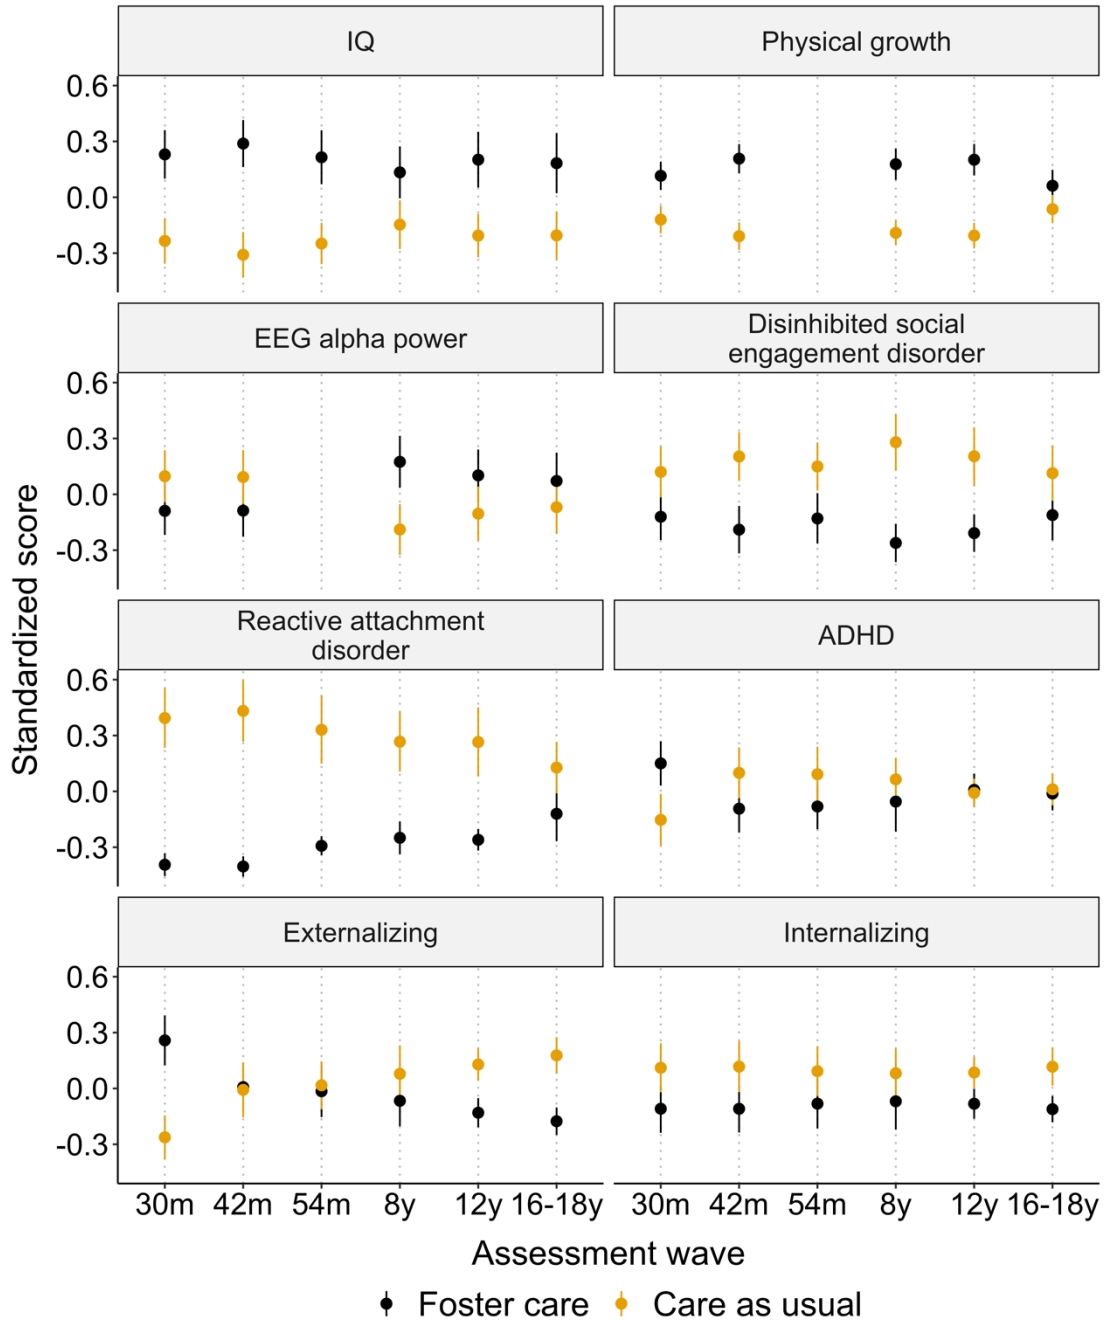 IQ
Physical growth
0.6
0.3
0.0
-0.3
EEG alpha power
Disinhibited social
engagement disorder
0.6
0.3
0.0
-0.3
Reactive attachment
disorder
ADHD
0.6
0.3
0.0
-0.3
Externalizing
Internalizing
0.6
0.3
0.0
-0.3
Standardized score
30m 42m 54m 8y 12y 16-18y 30m 42m 54m 8y 12y 16-18y
Assessment wave
Foster care Care as usual